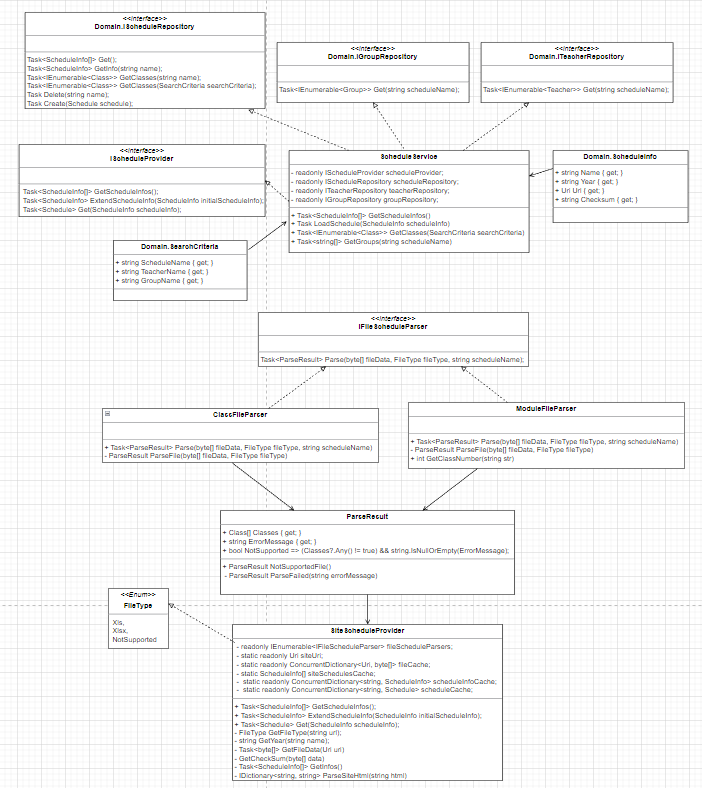 <<Interface>>
Domain.IScheduleRepository
Task<ScheduleInfo[]> Get();
Task<ScheduleInfo> GetInfo(string name);
Task<IEnumerable<Class>> GetClasses(string name);
Task<IEnumerable<Class>> GetClasses(SearchCriteria searchCriteria);
Task Delete(string name);
Task Create(Schedule schedule);
<<Interface>>
Domain.IGroupRepository
Task<IEnumerable<Group>> Get(string scheduleName);
<<Interface>>
Domain.ITeacherRepository
Task<IEnumerable<Teacher>> Get(string scheduleName);
<<Interface>>
IScheduleProvider
Task<ScheduleInfo[]> GetScheduleInfos();
Task<ScheduleInfo> ExtendScheduleInfo(ScheduleInfo initialScheduleInfo);
Task<Schedule> Get(ScheduleInfo scheduleInfo);
ScheduleService
- readonly IScheduleProvider scheduleProvider;
- readonly IScheduleRepository scheduleRepository;
- readonly ITeacherRepository teacherRepository;
- readonly IGroupRepository groupRepository;
+ Task<ScheduleInfo[]> GetScheduleInfos()
+ Task LoadSchedule(ScheduleInfo scheduleInfo)
+ Task<IEnumerable<Class>> GetClasses(SearchCriteria searchCriteria)
+ Task<string[]> GetGroups(string scheduleName)
Domain.ScheduleInfo
+ string Name { get; }
+ string Year { get; }
+ Uri Url { get; }
+ string Checksum { get; }
Domain.SearchCriteria
+ string ScheduleName { get; }
+ string TeacherName { get; }
+ string GroupName { get; }
<<Interface>>
IFileScheduleParser
Task<ParseResult> Parse(byte[] fileData, FileType fileType, string scheduleName);
ClassFileParser
+ Task<ParseResult> Parse(byte[] fileData, FileType fileType, string scheduleName)
- ParseResult ParseFile(byte[] fileData, FileType fileType)
ModuleFileParser
+ Task<ParseResult> Parse(byte[] fileData, FileType fileType, string scheduleName)
- ParseResult ParseFile(byte[] fileData, FileType fileType)
+ int GetClassNumber(string str)
ParseResult
+ Class[] Classes { get; }
+ string ErrorMessage { get; }
+ bool NotSupported => (Classes?.Any() != true) && string.IsNullOrEmpty(ErrorMessage);
+ ParseResult NotSupportedFile()
- ParseResult ParseFailed(string errorMessage)
<<Enum>>
FileType
Xls,
Xlsx,
NotSupported
SiteScheduleProvider
- readonly IEnumerable<IFileScheduleParser> fileScheduleParsers;
- static readonly Uri siteUri;
- static readonly ConcurrentDictionary<Uri, byte[]> fileCache;
- static ScheduleInfo[] siteSchedulesCache;
- static readonly ConcurrentDictionary<string, ScheduleInfo> scheduleInfoCache;
- static readonly ConcurrentDictionary<string, Schedule> scheduleCache;
+ Task<ScheduleInfo[]> GetScheduleInfos();
+ Task<ScheduleInfo> ExtendScheduleInfo(ScheduleInfo initialScheduleInfo);
+ Task<Schedule> Get(ScheduleInfo scheduleInfo);
- FileType GetFileType(string url);
- string GetYear(string name);
- Task<byte[]> GetFileData(Uri url)
- GetCheckSum(byte[] data)
- Task<ScheduleInfo[]> GetInfos()
- IDictionary<string, string> ParseSiteHtml(string html)